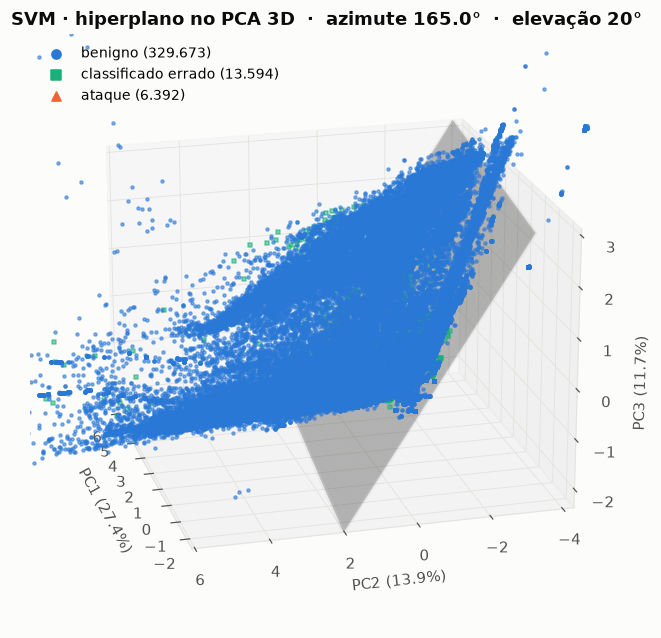 SVM · hiperplano no PCA 3D · azimute 165.0° · elevação 20°
benigno (329.673)
classificado errado (13.594)
ataque (6.392)
3
2
1
0
−1
−2
PC3 (11.7%)
5
4
3
2
1
0
−1
−2
PC1 (27.4%)
6
4
2
0
−2
−4
PC2 (13.9%)